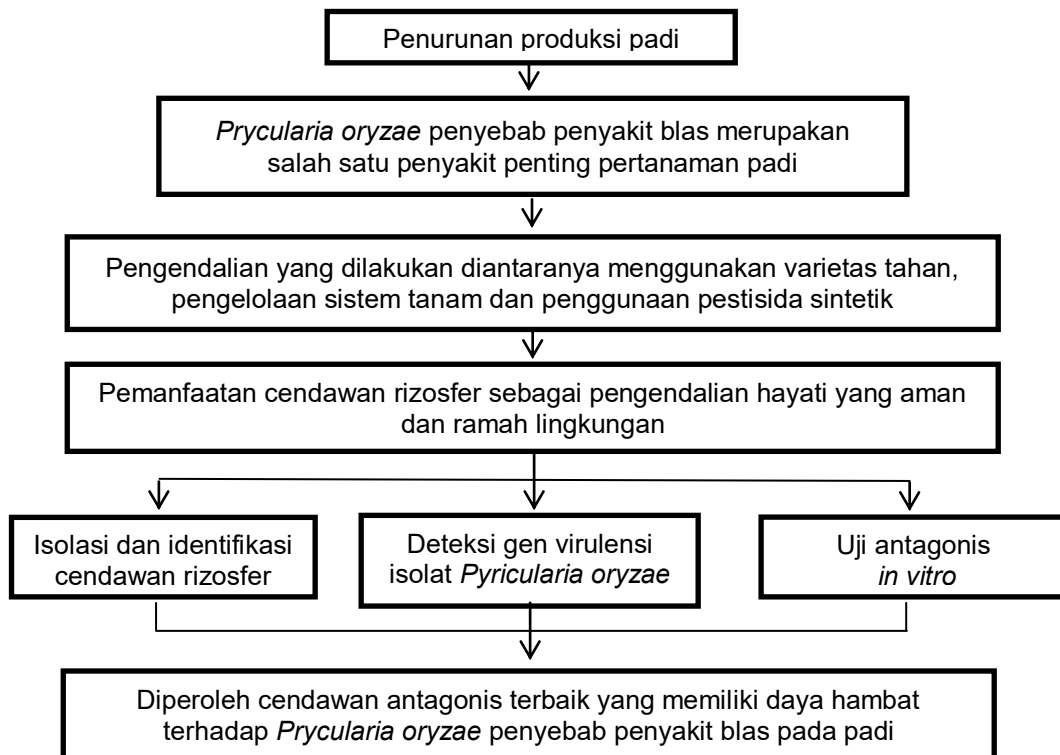 Penurunan produksi padi
Prycularia oryzae penyebab penyakit blas merupakan
salah satu penyakit penting pertanaman padi
Pengendalian yang dilakukan diantaranya menggunakan varietas tahan,
pengelolaan sistem tanam dan penggunaan pestisida sintetik
Pemanfaatan cendawan rizosfer sebagai pengendalian hayati yang aman
dan ramah lingkungan
Isolasi dan identifikasi
cendawan rizosfer
Deteksi gen virulensi
isolat Pyricularia oryzae
Uji antagonis
in vitro
Diperoleh cendawan antagonis terbaik yang memiliki daya hambat
terhadap Prycularia oryzae penyebab penyakit blas pada padi